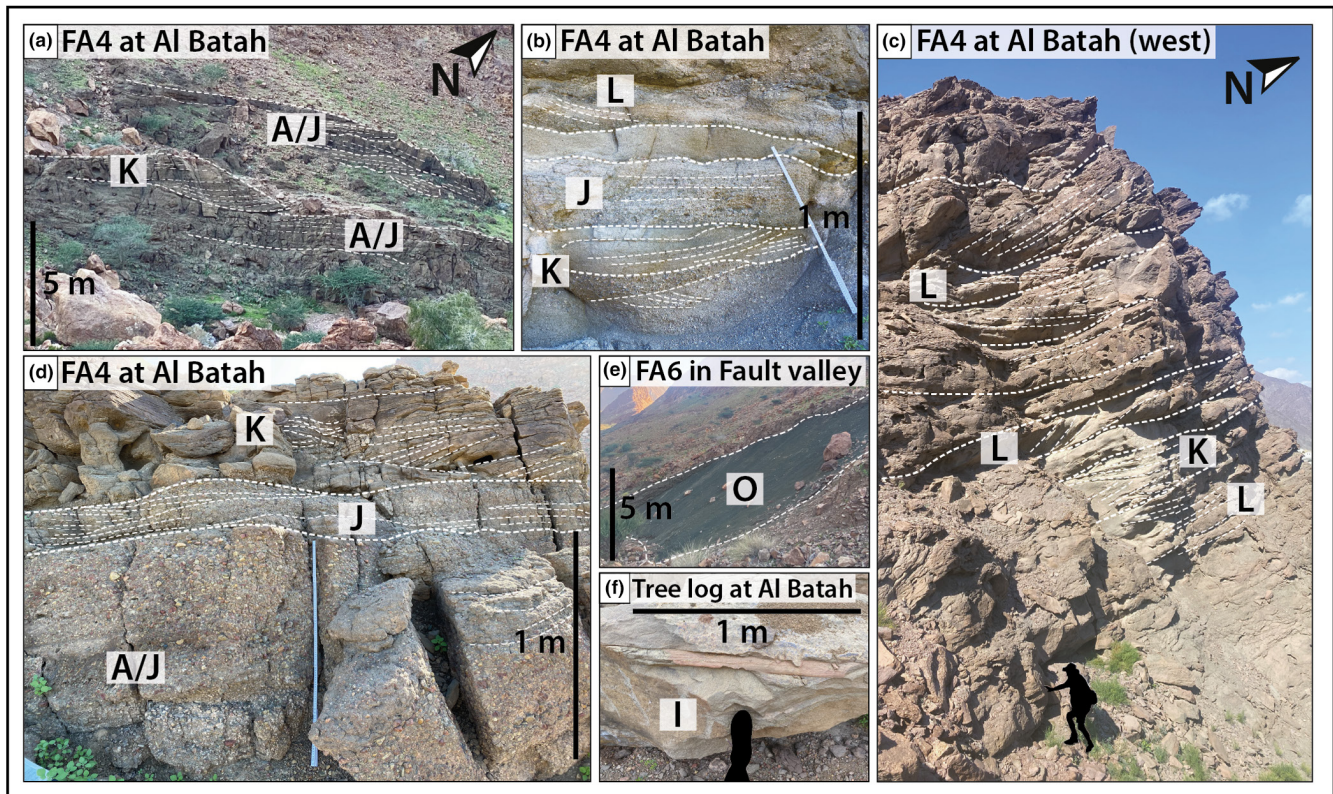 (a) FA4 at Al Batah
N
A/J
K
A/J
5 m
(b) FA4 at Al Batah
L
J
1 m
K
(c) FA4 at Al Batah (west)
N
L
L
K
L
(d) FA4 at Al Batah
K
J
A/J
1 m
(e) FA6 in Fault valley
O
5 m
(f) Tree log at Al Batah
1 m
I